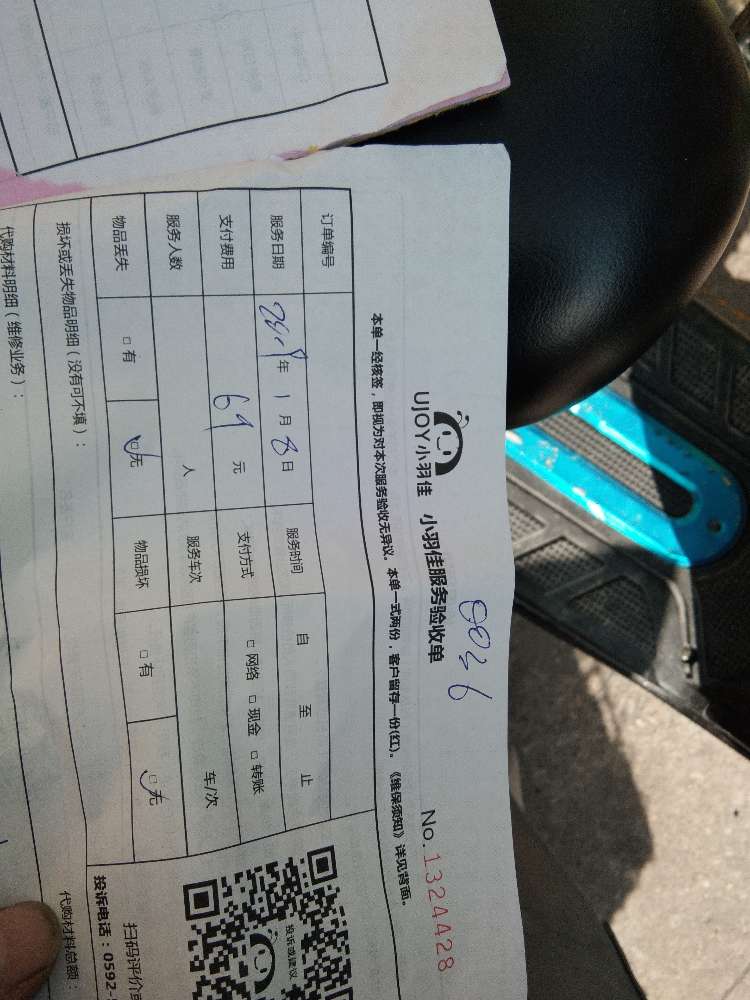 0036
UJOY小羽佳 小羽佳服务验收单 No.1324428
本单一经核签，即视为对本次服务验收无异议。本单一式两份，客户留存一份(红)。《维保须知》详见背面。
订单编号
服务日期 年 1 月 8 日 服务时间 自 至 止
支付费用 69 元 支付方式 □ 网络 □ 现金 □ 转账
服务人数 人 服务车次 车/次
物品丢失 □ 有 □ 无 物品损坏 □ 有 □ 无
损坏或丢失物品明细（没有可不填）：
代购材料明细（维修业务）：
代购材料总额：
投诉或建议
扫码评价
投诉电话：0592-